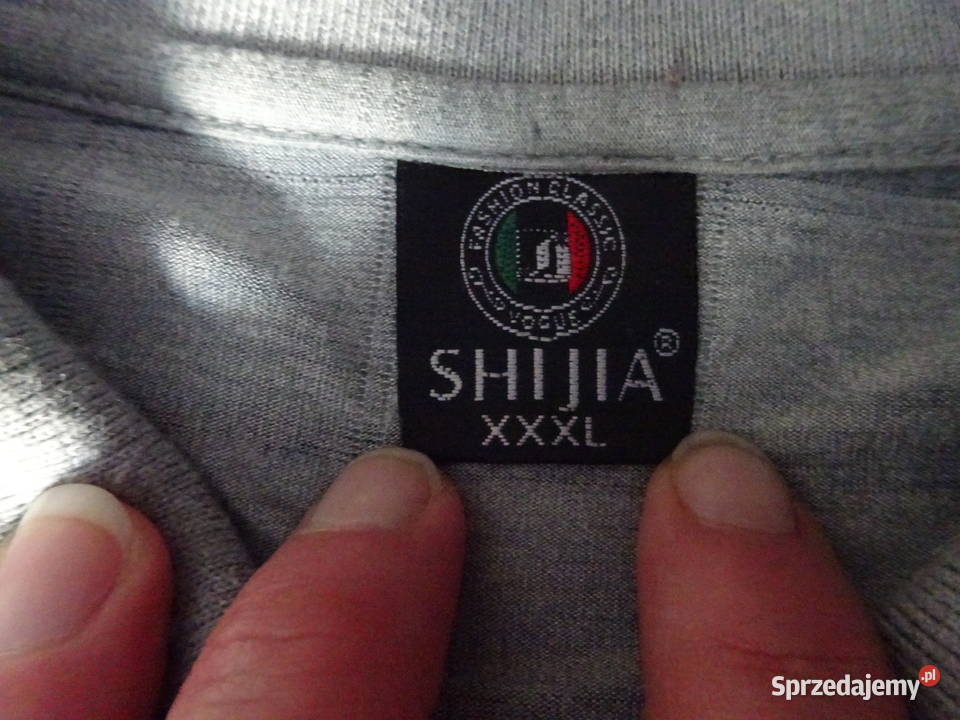 FASHION CLASSIC
VOGUE
SHIJIA®
XXXL
Sprzedajemy.pl